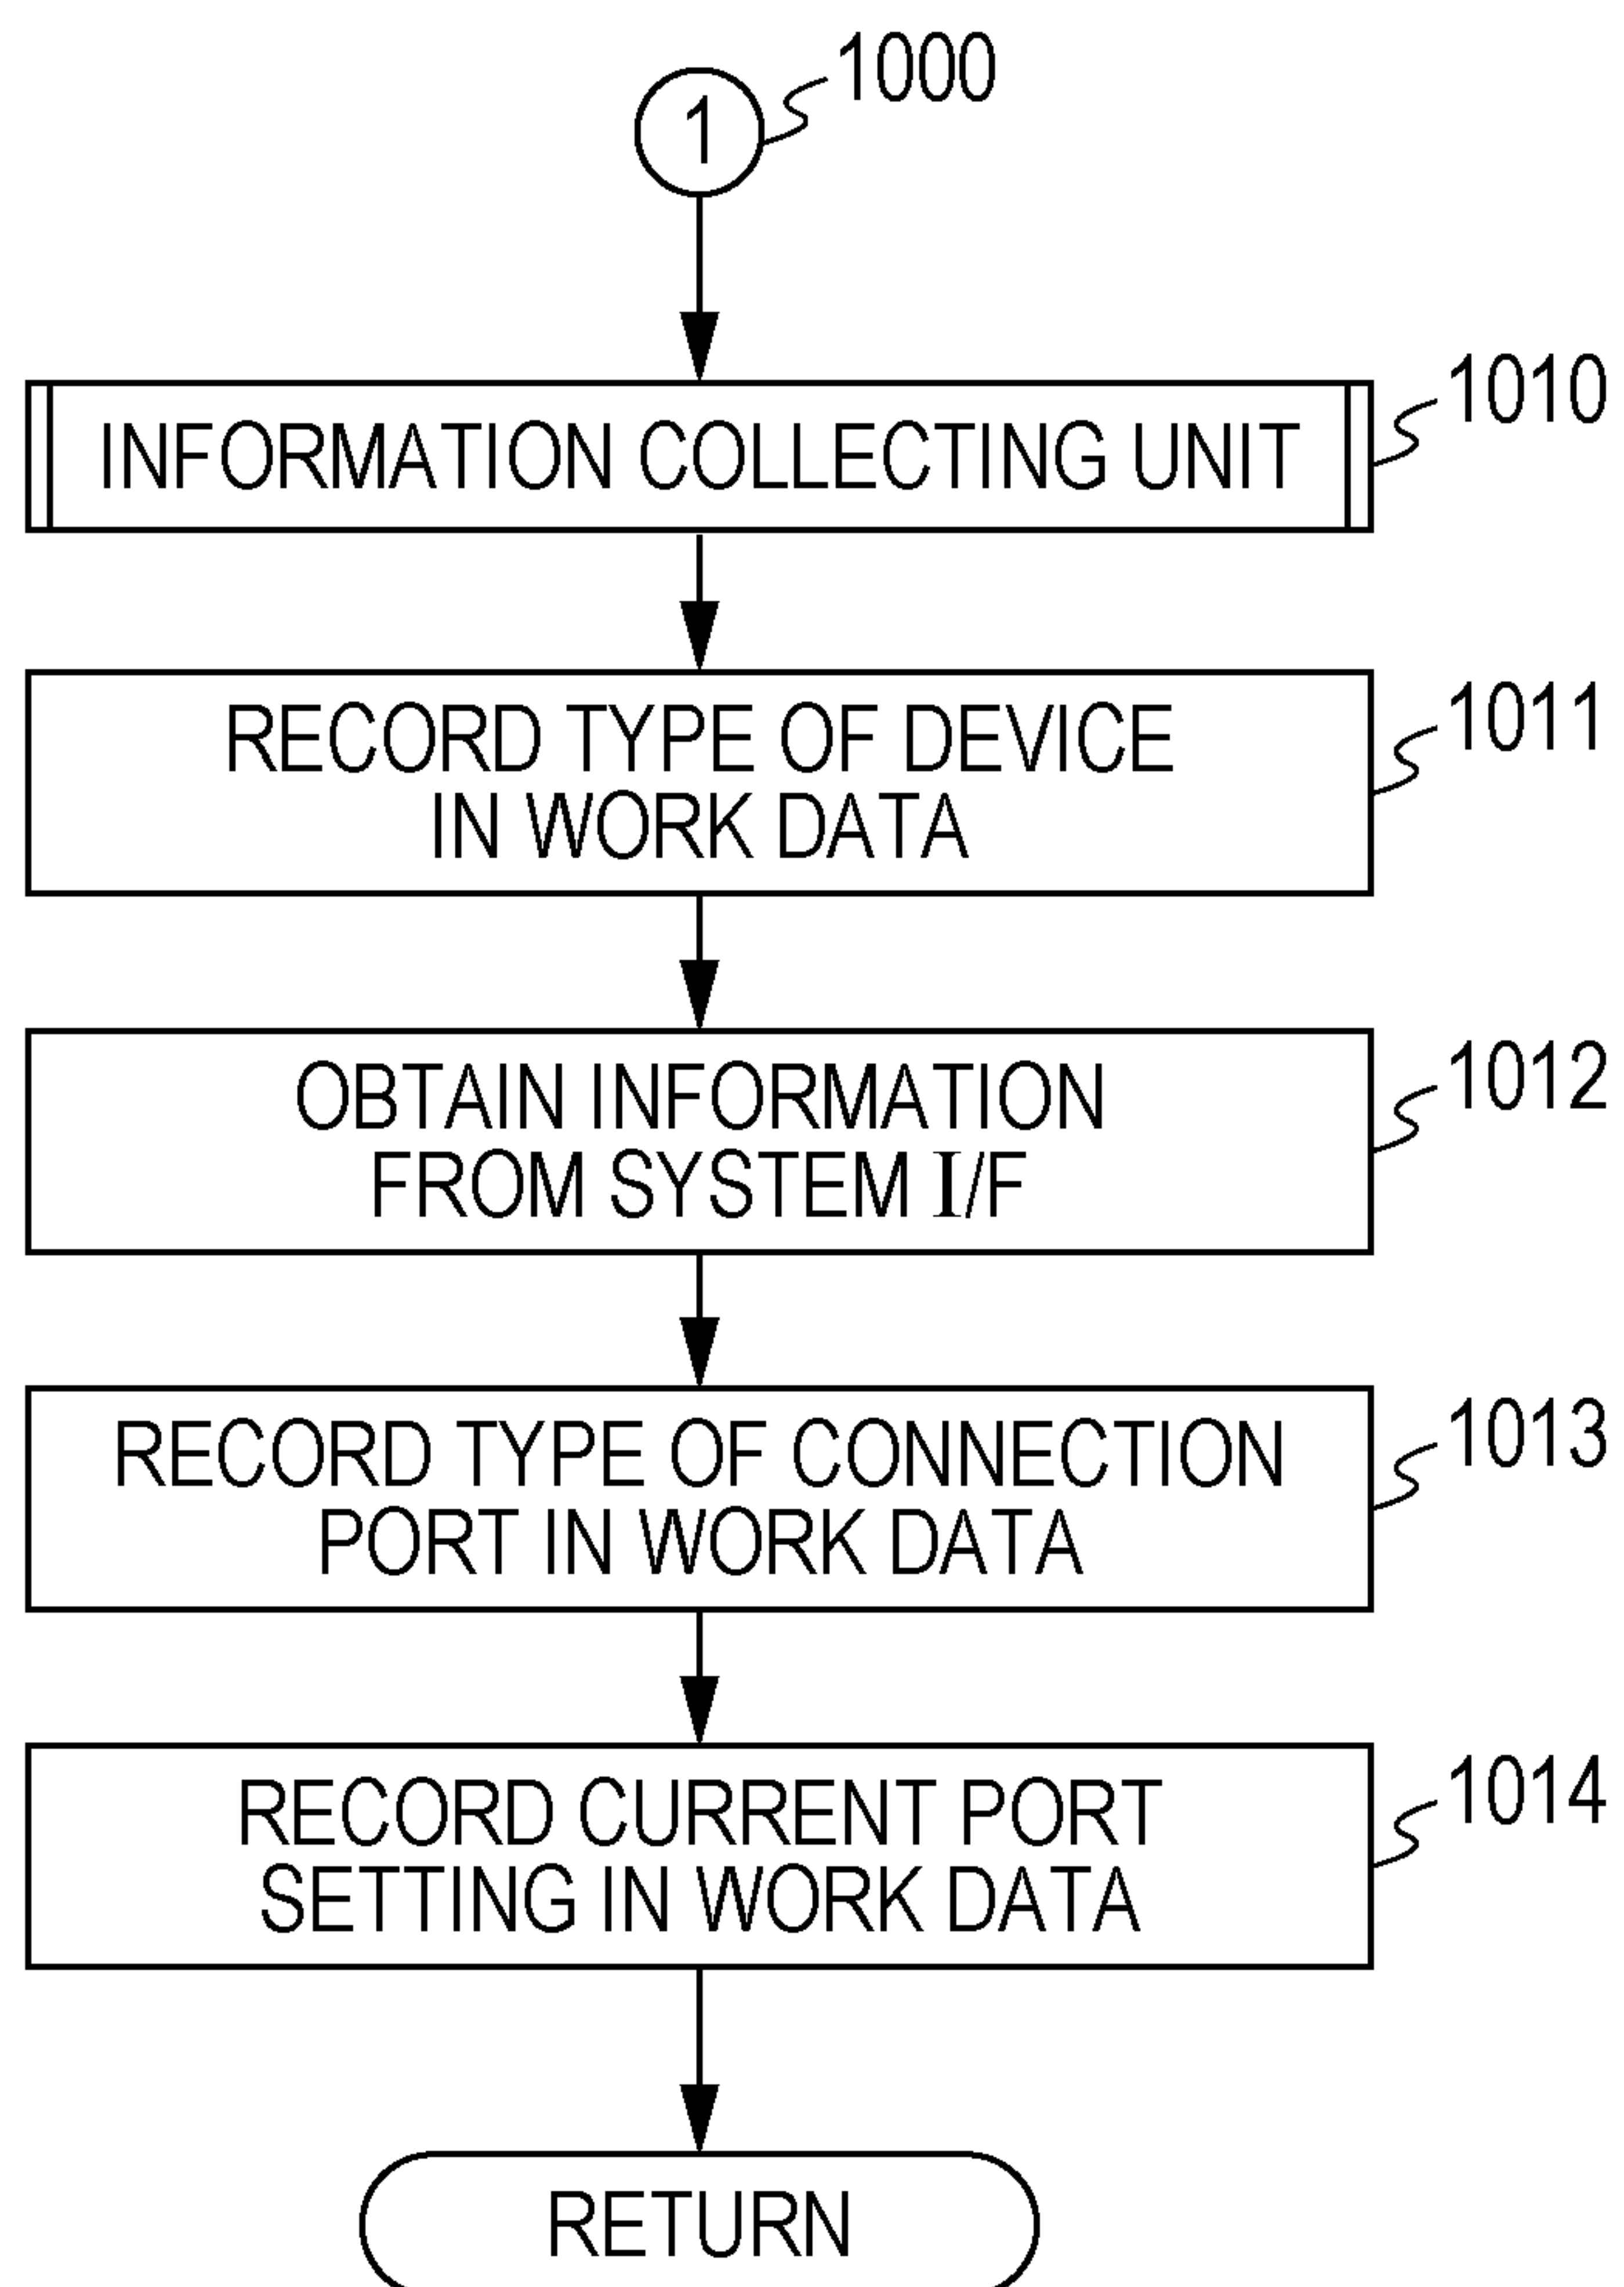 1
1000
INFORMATION COLLECTING UNIT
1010
RECORD TYPE OF DEVICE
IN WORK DATA
1011
OBTAIN INFORMATION
FROM SYSTEM I/F
1012
RECORD TYPE OF CONNECTION
PORT IN WORK DATA
1013
RECORD CURRENT PORT
SETTING IN WORK DATA
1014
RETURN